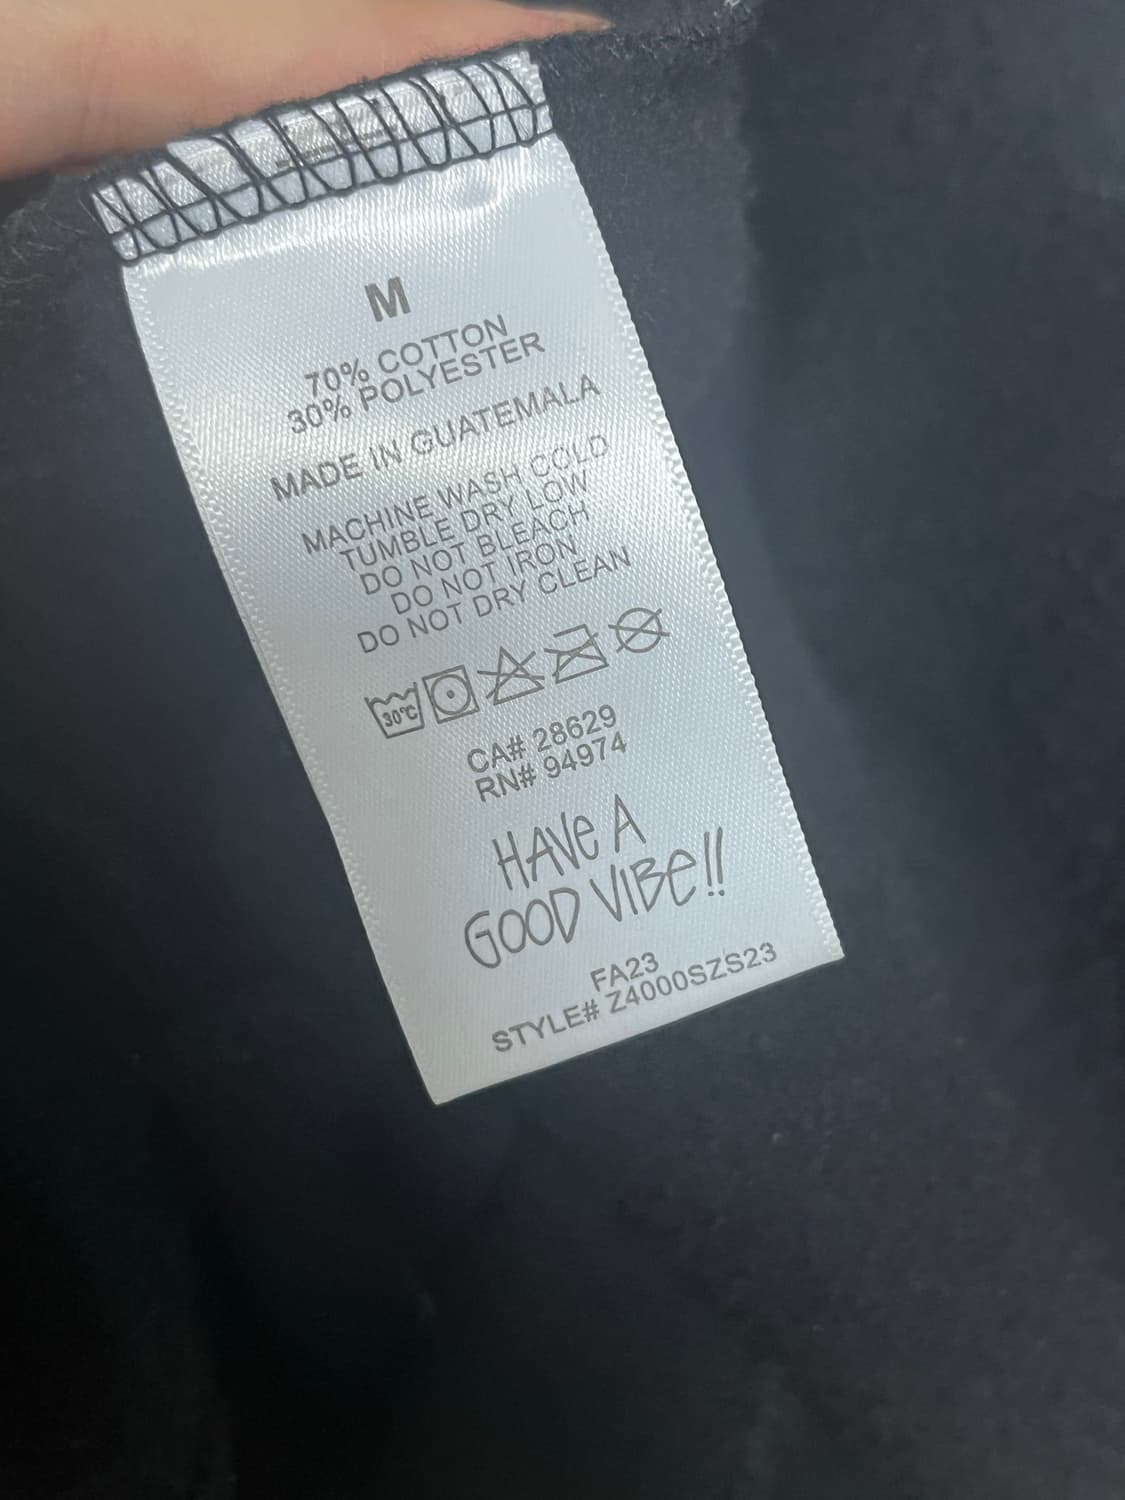 M
70% COTTON
30% POLYESTER
MADE IN GUATEMALA
MACHINE WASH COLD
TUMBLE DRY LOW
DO NOT BLEACH
DO NOT IRON
DO NOT DRY CLEAN
30°C
CA# 28629
RN# 94974
HAVE A
GOOD VIBE!!
FA23
STYLE# Z4000SZS23